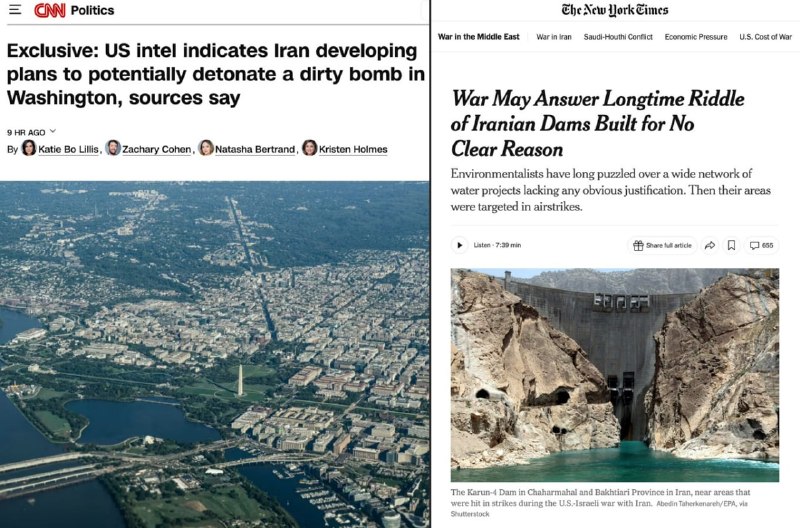 CNN Politics
Exclusive: US intel indicates Iran developing
plans to potentially detonate a dirty bomb in
Washington, sources say
9 HR AGO
By Katie Bo Lillis, Zachary Cohen, Natasha Bertrand, Kristen Holmes
The New York Times
War in the Middle East War in Iran Saudi-Houthi Conflict Economic Pressure U.S. Cost of War
War May Answer Longtime Riddle
of Iranian Dams Built for No
Clear Reason
Environmentalists have long puzzled over a wide network of
water projects lacking any obvious justification. Then their areas
were targeted in airstrikes.
Listen · 7:39 min Share full article 655
The Karun-4 Dam in Chaharmahal and Bakhtiari Province in Iran, near areas that
were hit in strikes during the U.S.-Israeli war with Iran. Abedin Taherkenareh/EPA, via
Shutterstock